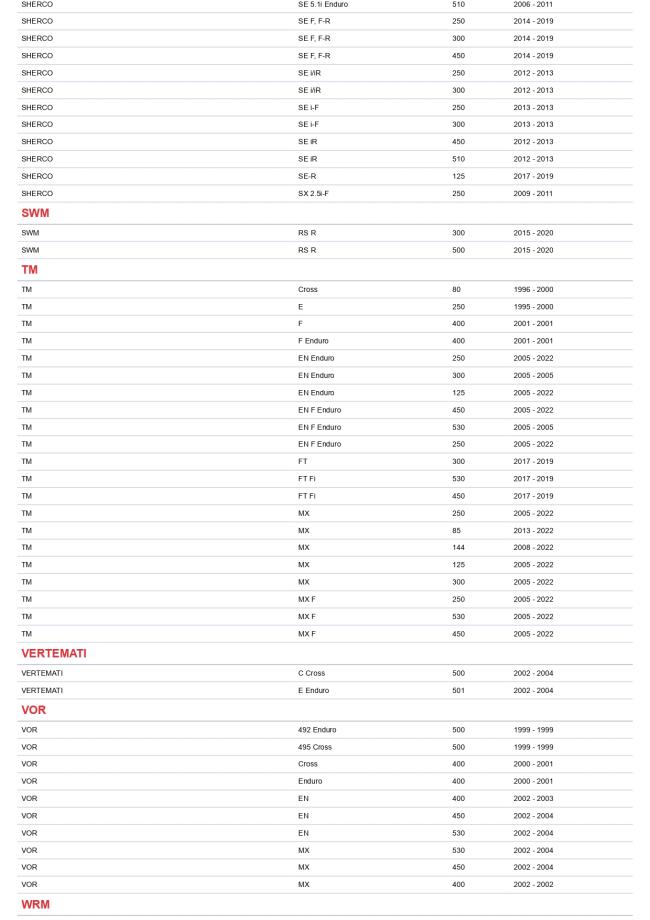 SHERCO SE 5.1i Enduro 510 2006 - 2011
SHERCO SE F, F-R 250 2014 - 2019
SHERCO SE F, F-R 300 2014 - 2019
SHERCO SE F, F-R 450 2014 - 2019
SHERCO SE i/iR 250 2012 - 2013
SHERCO SE i/iR 300 2012 - 2013
SHERCO SE i-F 250 2013 - 2013
SHERCO SE i-F 300 2013 - 2013
SHERCO SE iR 450 2012 - 2013
SHERCO SE iR 510 2012 - 2013
SHERCO SE-R 125 2017 - 2019
SHERCO SX 2.5i-F 250 2009 - 2011
SWM
SWM RS R 300 2015 - 2020
SWM RS R 500 2015 - 2020
TM
TM Cross 80 1996 - 2000
TM E 250 1995 - 2000
TM F 400 2001 - 2001
TM F Enduro 400 2001 - 2001
TM EN Enduro 250 2005 - 2022
TM EN Enduro 300 2005 - 2005
TM EN Enduro 125 2005 - 2022
TM EN F Enduro 450 2005 - 2022
TM EN F Enduro 530 2005 - 2005
TM EN F Enduro 250 2005 - 2022
TM FT 300 2017 - 2019
TM FT Fi 530 2017 - 2019
TM FT Fi 450 2017 - 2019
TM MX 250 2005 - 2022
TM MX 85 2013 - 2022
TM MX 144 2008 - 2022
TM MX 125 2005 - 2022
TM MX 300 2005 - 2022
TM MX F 250 2005 - 2022
TM MX F 530 2005 - 2022
TM MX F 450 2005 - 2022
VERTEMATI
VERTEMATI C Cross 500 2002 - 2004
VERTEMATI E Enduro 501 2002 - 2004
VOR
VOR 492 Enduro 500 1999 - 1999
VOR 495 Cross 500 1999 - 1999
VOR Cross 400 2000 - 2001
VOR Enduro 400 2000 - 2001
VOR EN 400 2002 - 2003
VOR EN 450 2002 - 2004
VOR EN 530 2002 - 2004
VOR MX 530 2002 - 2004
VOR MX 450 2002 - 2004
VOR MX 400 2002 - 2002
WRM